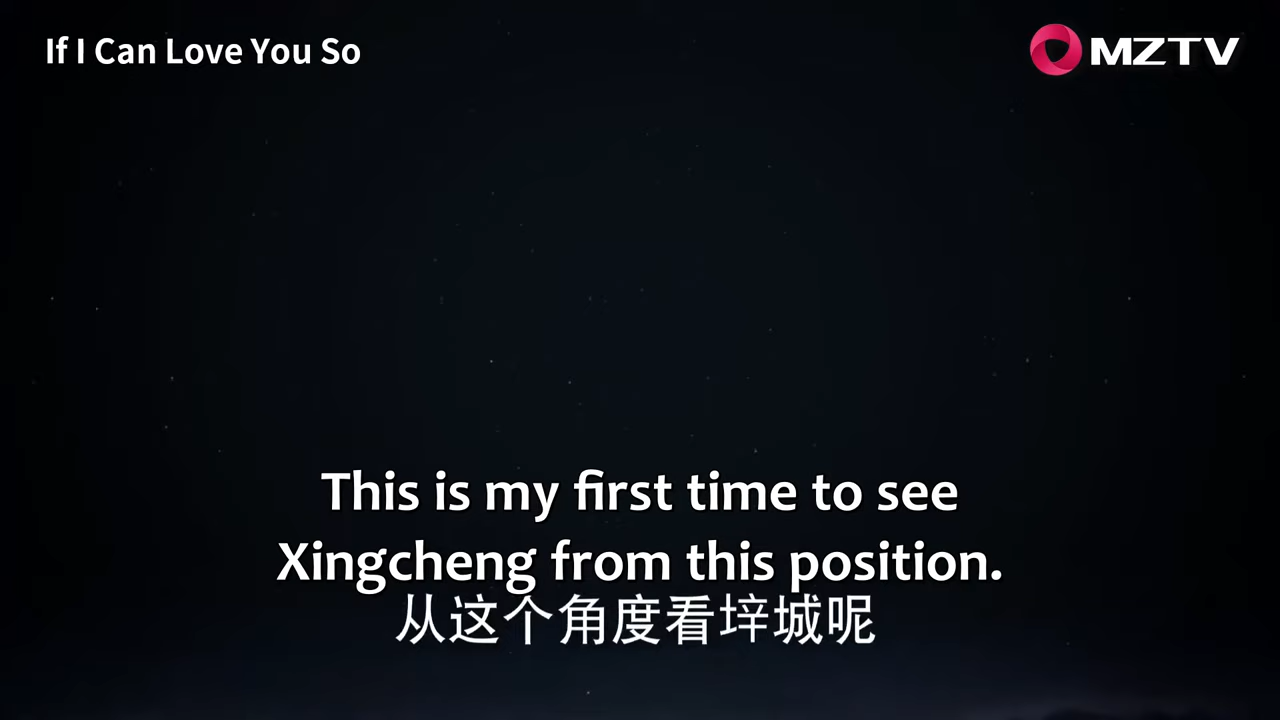 If I Can Love You So
MZTV
This is my first time to see
Xingcheng from this position.
从这个角度看垶城呢